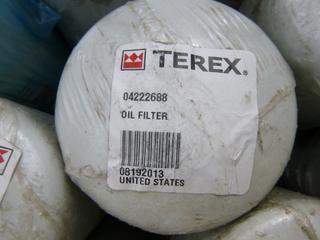 TEREX®
04222688
OIL FILTER
08192013
UNITED STATES